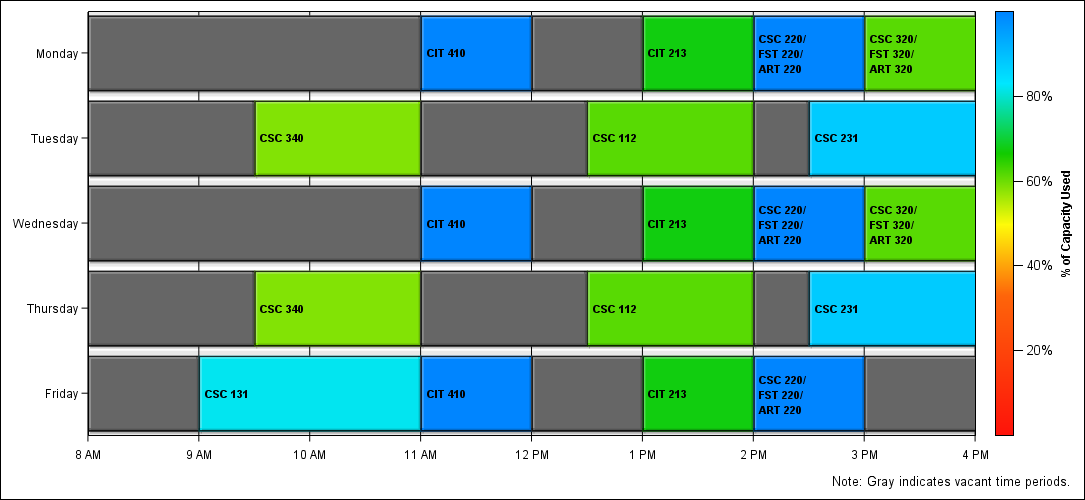 Monday
CIT 410
CIT 213
CSC 220/
FST 220/
ART 220
CSC 320/
FST 320/
ART 320
Tuesday
CSC 340
CSC 112
CSC 231
Wednesday
CIT 410
CIT 213
CSC 220/
FST 220/
ART 220
CSC 320/
FST 320/
ART 320
Thursday
CSC 340
CSC 112
CSC 231
Friday
CSC 131
CIT 410
CIT 213
CSC 220/
FST 220/
ART 220
8 AM
9 AM
10 AM
11 AM
12 PM
1 PM
2 PM
3 PM
4 PM
80%
60%
40%
20%
% of Capacity Used
Note: Gray indicates vacant time periods.